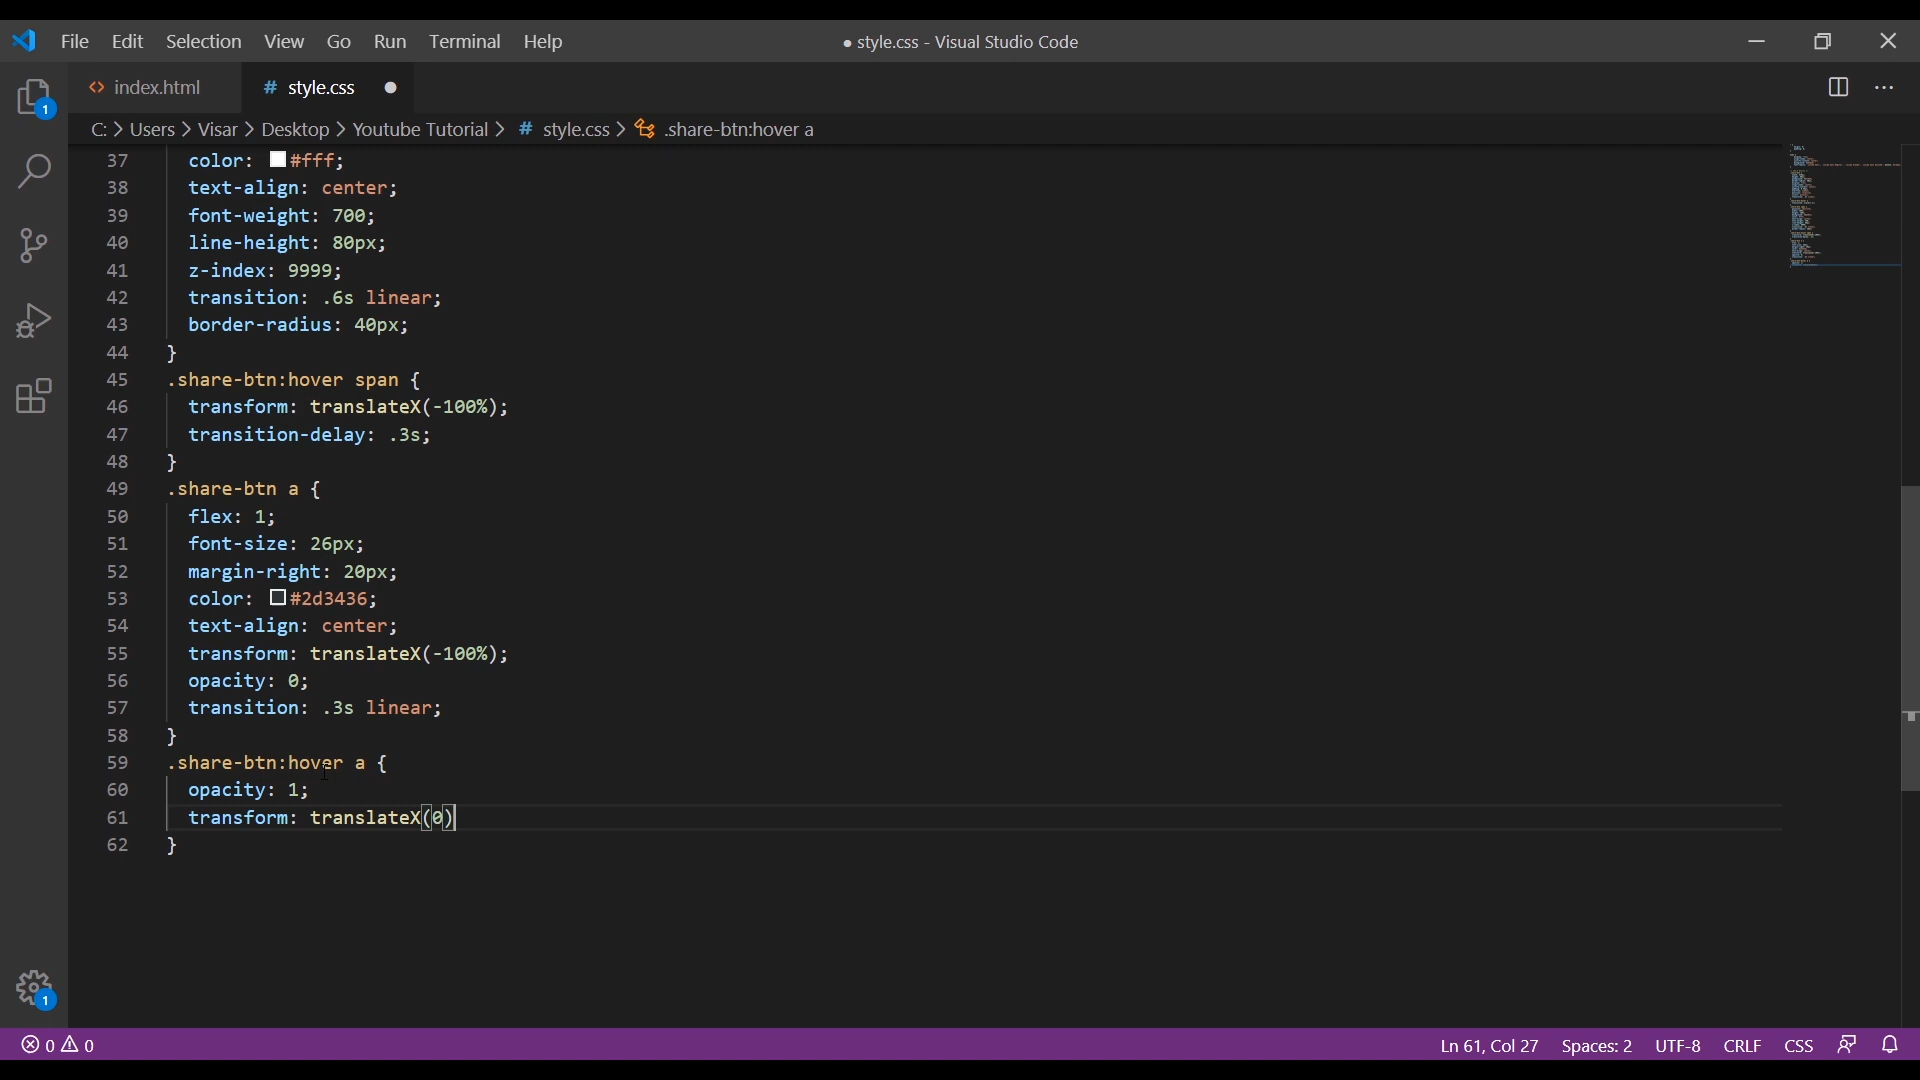 File Edit Selection View Go Run Terminal Help
● style.css - Visual Studio Code
<> index.html
# style.css ●
C: > Users > Visar > Desktop > Youtube Tutorial > # style.css > .share-btn:hover a
37 color: #fff;
38 text-align: center;
39 font-weight: 700;
40 line-height: 80px;
41 z-index: 9999;
42 transition: .6s linear;
43 border-radius: 40px;
44 }
45 .share-btn:hover span {
46 transform: translateX(-100%);
47 transition-delay: .3s;
48 }
49 .share-btn a {
50 flex: 1;
51 font-size: 26px;
52 margin-right: 20px;
53 color: #2d3436;
54 text-align: center;
55 transform: translateX(-100%);
56 opacity: 0;
57 transition: .3s linear;
58 }
59 .share-btn:hover a {
60 opacity: 1;
61 transform: translateX(0)
62 }
1
1
0 0
Ln 61, Col 27 Spaces: 2 UTF-8 CRLF CSS